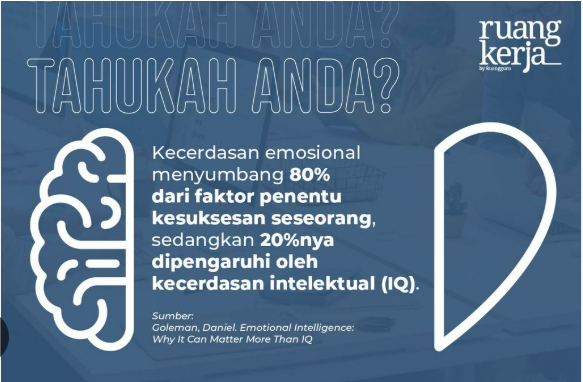 TAHUKAH ANDA?
TAHUKAH ANDA?
ruang
kerja_
by Ruangguru
Kecerdasan emosional
menyumbang 80%
dari faktor penentu
kesuksesan seseorang,
sedangkan 20%nya
dipengaruhi oleh
kecerdasan intelektual (IQ).
Sumber:
Goleman, Daniel. Emotional Intelligence:
Why It Can Matter More Than IQ